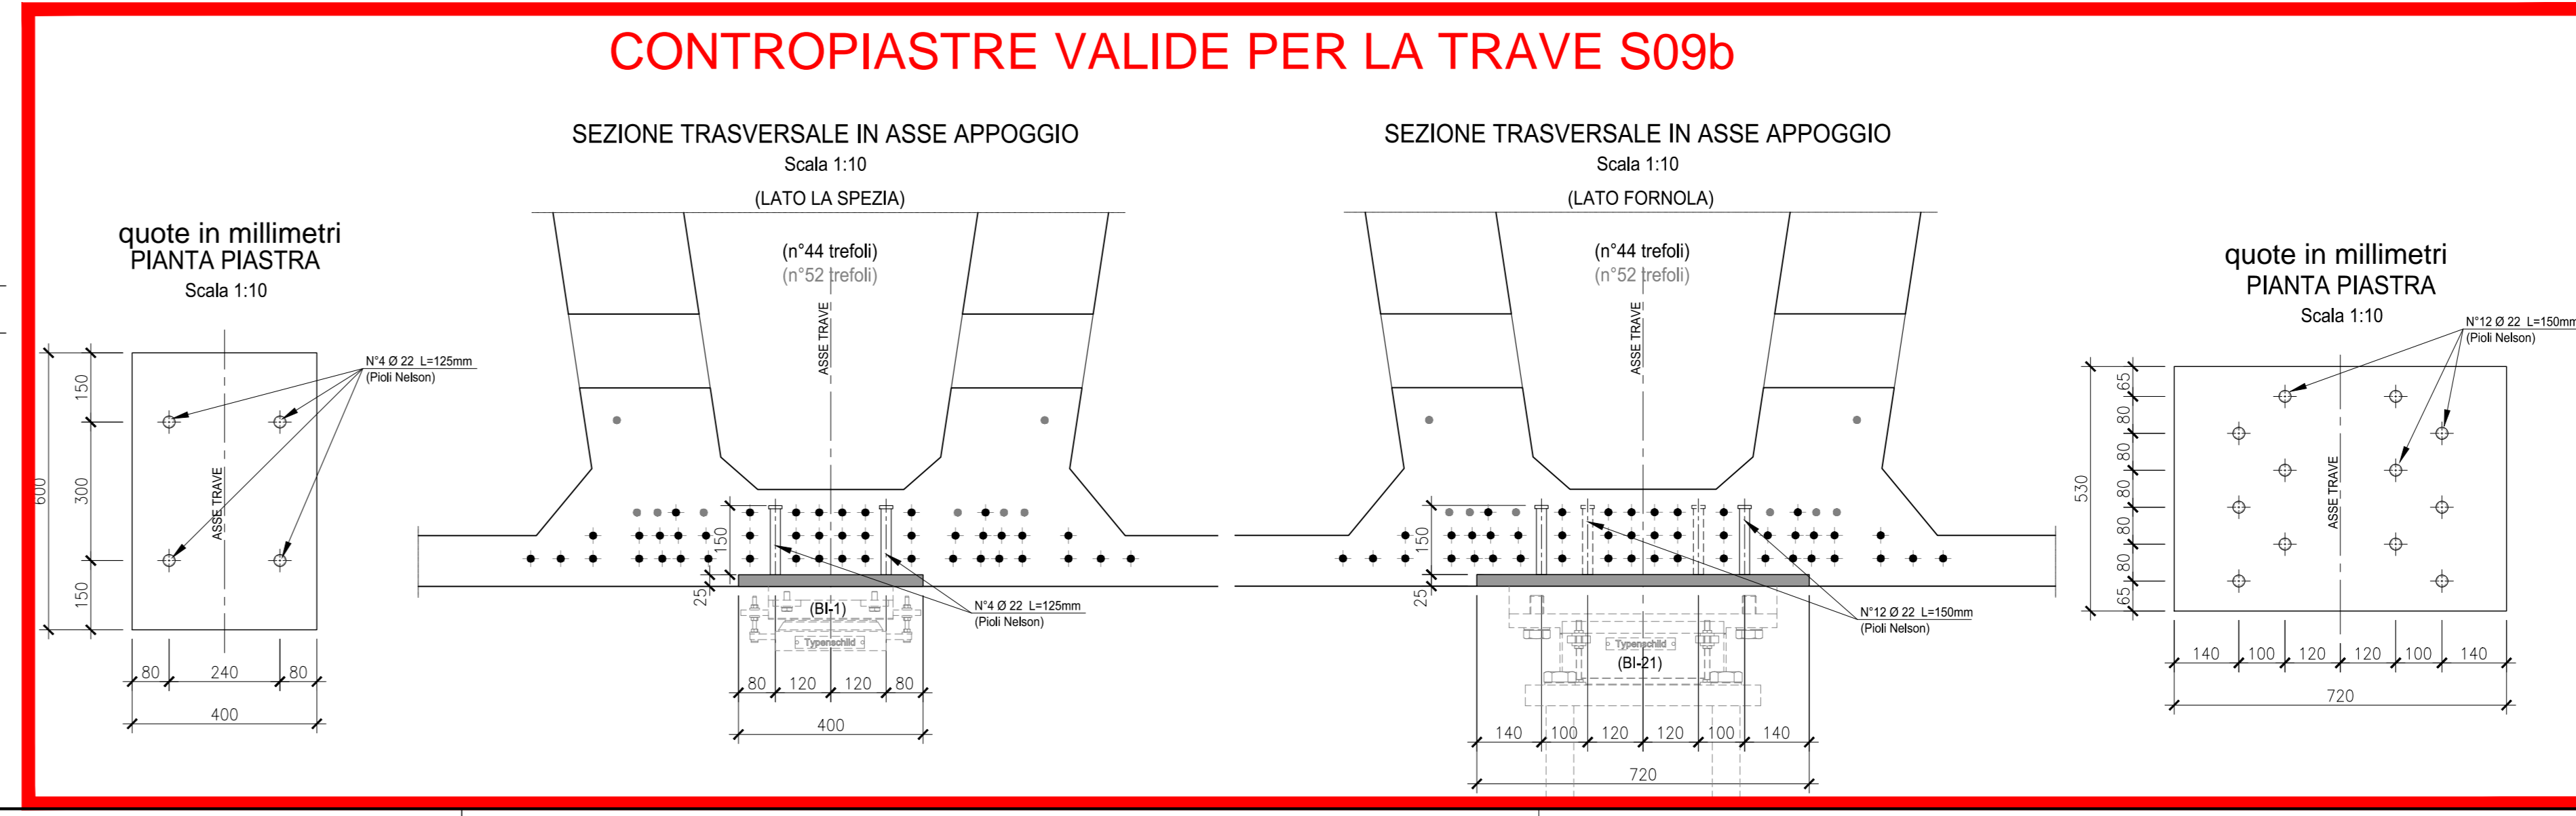 CONTROPIASTRE VALIDE PER LA TRAVE S09b
quote in millimetri
PIANTA PIASTRA
Scala 1:10
N°4 Ø 22 L=125mm
(Pioli Nelson)
ASSE TRAVE
600
150
300
150
80
240
80
400
SEZIONE TRASVERSALE IN ASSE APPOGGIO
Scala 1:10
(LATO LA SPEZIA)
(n°44 trefoli)
(n°52 trefoli)
ASSE TRAVE
150
25
(BI-1)
Typenschild
N°4 Ø 22 L=125mm
(Pioli Nelson)
80
120
120
80
400
SEZIONE TRASVERSALE IN ASSE APPOGGIO
Scala 1:10
(LATO FORNOLA)
(n°44 trefoli)
(n°52 trefoli)
ASSE TRAVE
150
25
Typenschild
(BI-21)
N°12 Ø 22 L=150mm
(Pioli Nelson)
140
100
120
120
100
140
720
quote in millimetri
PIANTA PIASTRA
Scala 1:10
N°12 Ø 22 L=150mm
(Pioli Nelson)
ASSE TRAVE
530
65
80
80
80
80
80
65
140
100
120
120
100
140
720